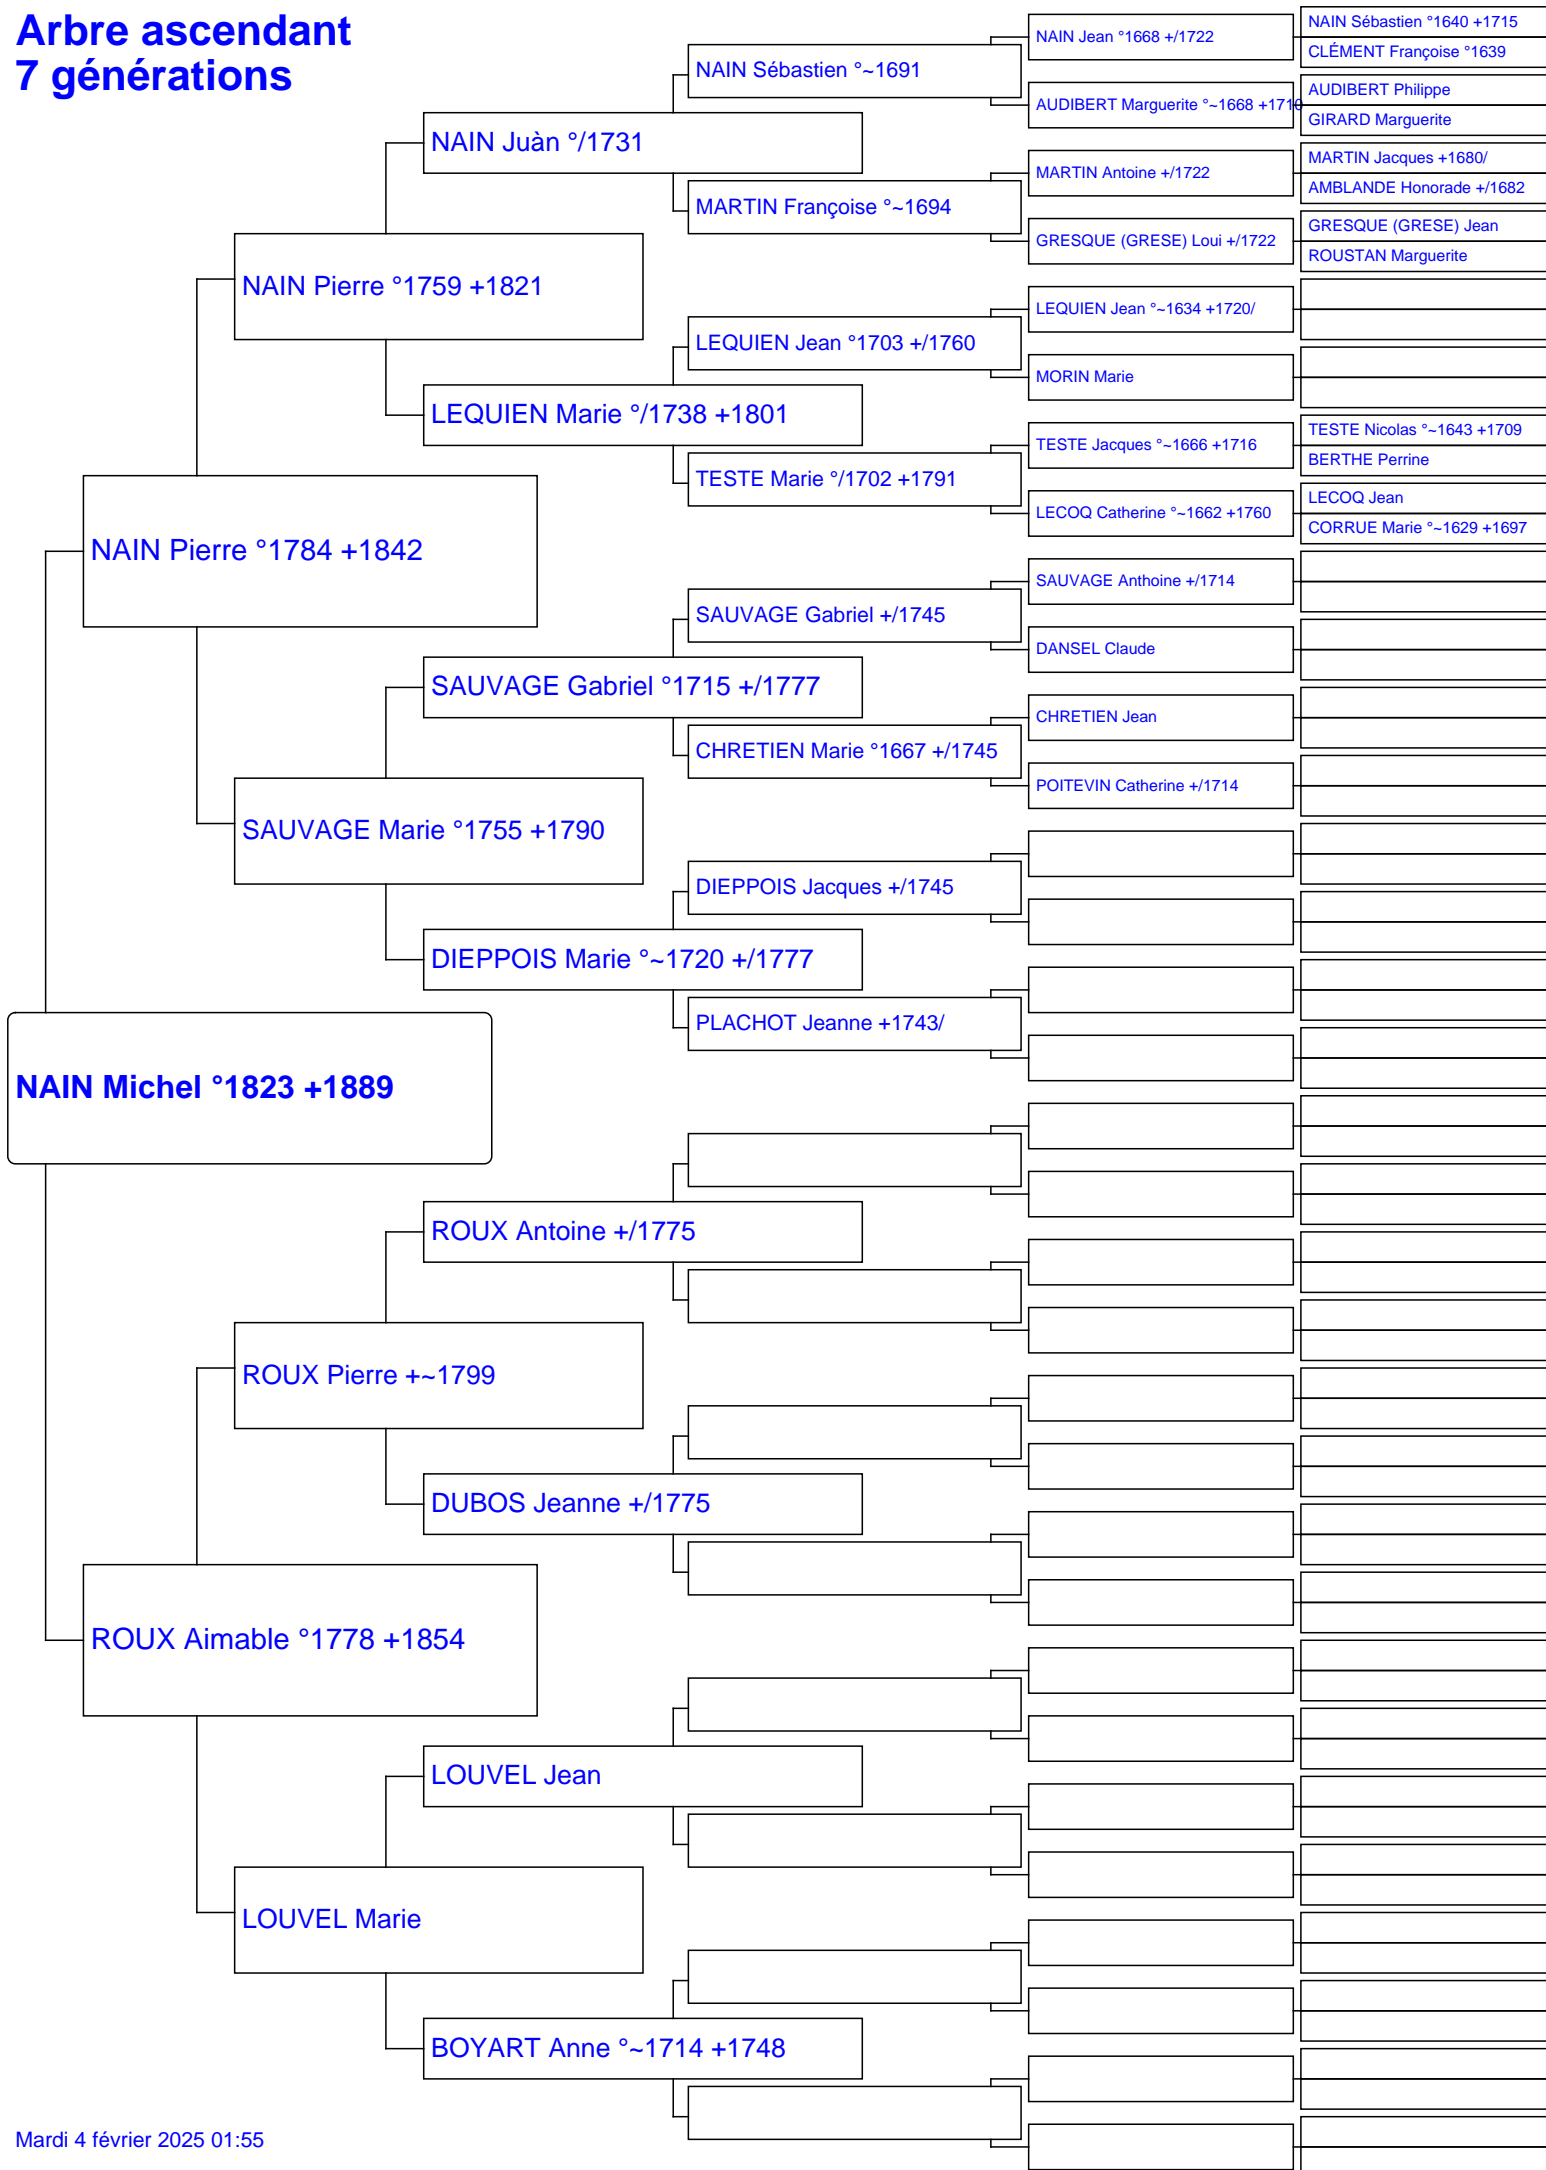 Arbre ascendant
7 générations
NAIN Michel °1823 +1889
NAIN Pierre °1784 +1842
ROUX Aimable °1778 +1854
NAIN Pierre °1759 +1821
SAUVAGE Marie °1755 +1790
ROUX Pierre +~1799
LOUVEL Marie
NAIN Juàn °/1731
LEQUIEN Marie °/1738 +1801
SAUVAGE Gabriel °1715 +/1777
DIEPPOIS Marie °~1720 +/1777
ROUX Antoine +/1775
DUBOS Jeanne +/1775
LOUVEL Jean
BOYART Anne °~1714 +1748
NAIN Sébastien °~1691
MARTIN Françoise °~1694
LEQUIEN Jean °1703 +/1760
TESTE Marie °/1702 +1791
SAUVAGE Gabriel +/1745
CHRETIEN Marie °1667 +/1745
DIEPPOIS Jacques +/1745
PLACHOT Jeanne +1743/
NAIN Jean °1668 +/1722
AUDIBERT Marguerite °~1668 +1710
MARTIN Antoine +/1722
GRESQUE (GRESE) Loui +/1722
LEQUIEN Jean °~1634 +1720/
MORIN Marie
TESTE Jacques °~1666 +1716
LECOQ Catherine °~1662 +1760
SAUVAGE Anthoine +/1714
DANSEL Claude
CHRETIEN Jean
POITEVIN Catherine +/1714
NAIN Sébastien °1640 +1715
CLÉMENT Françoise °1639
AUDIBERT Philippe
GIRARD Marguerite
MARTIN Jacques +1680/
AMBLANDE Honorade +/1682
GRESQUE (GRESE) Jean
ROUSTAN Marguerite
TESTE Nicolas °~1643 +1709
BERTHE Perrine
LECOQ Jean
CORRUE Marie °~1629 +1697
Mardi 4 février 2025 01:55